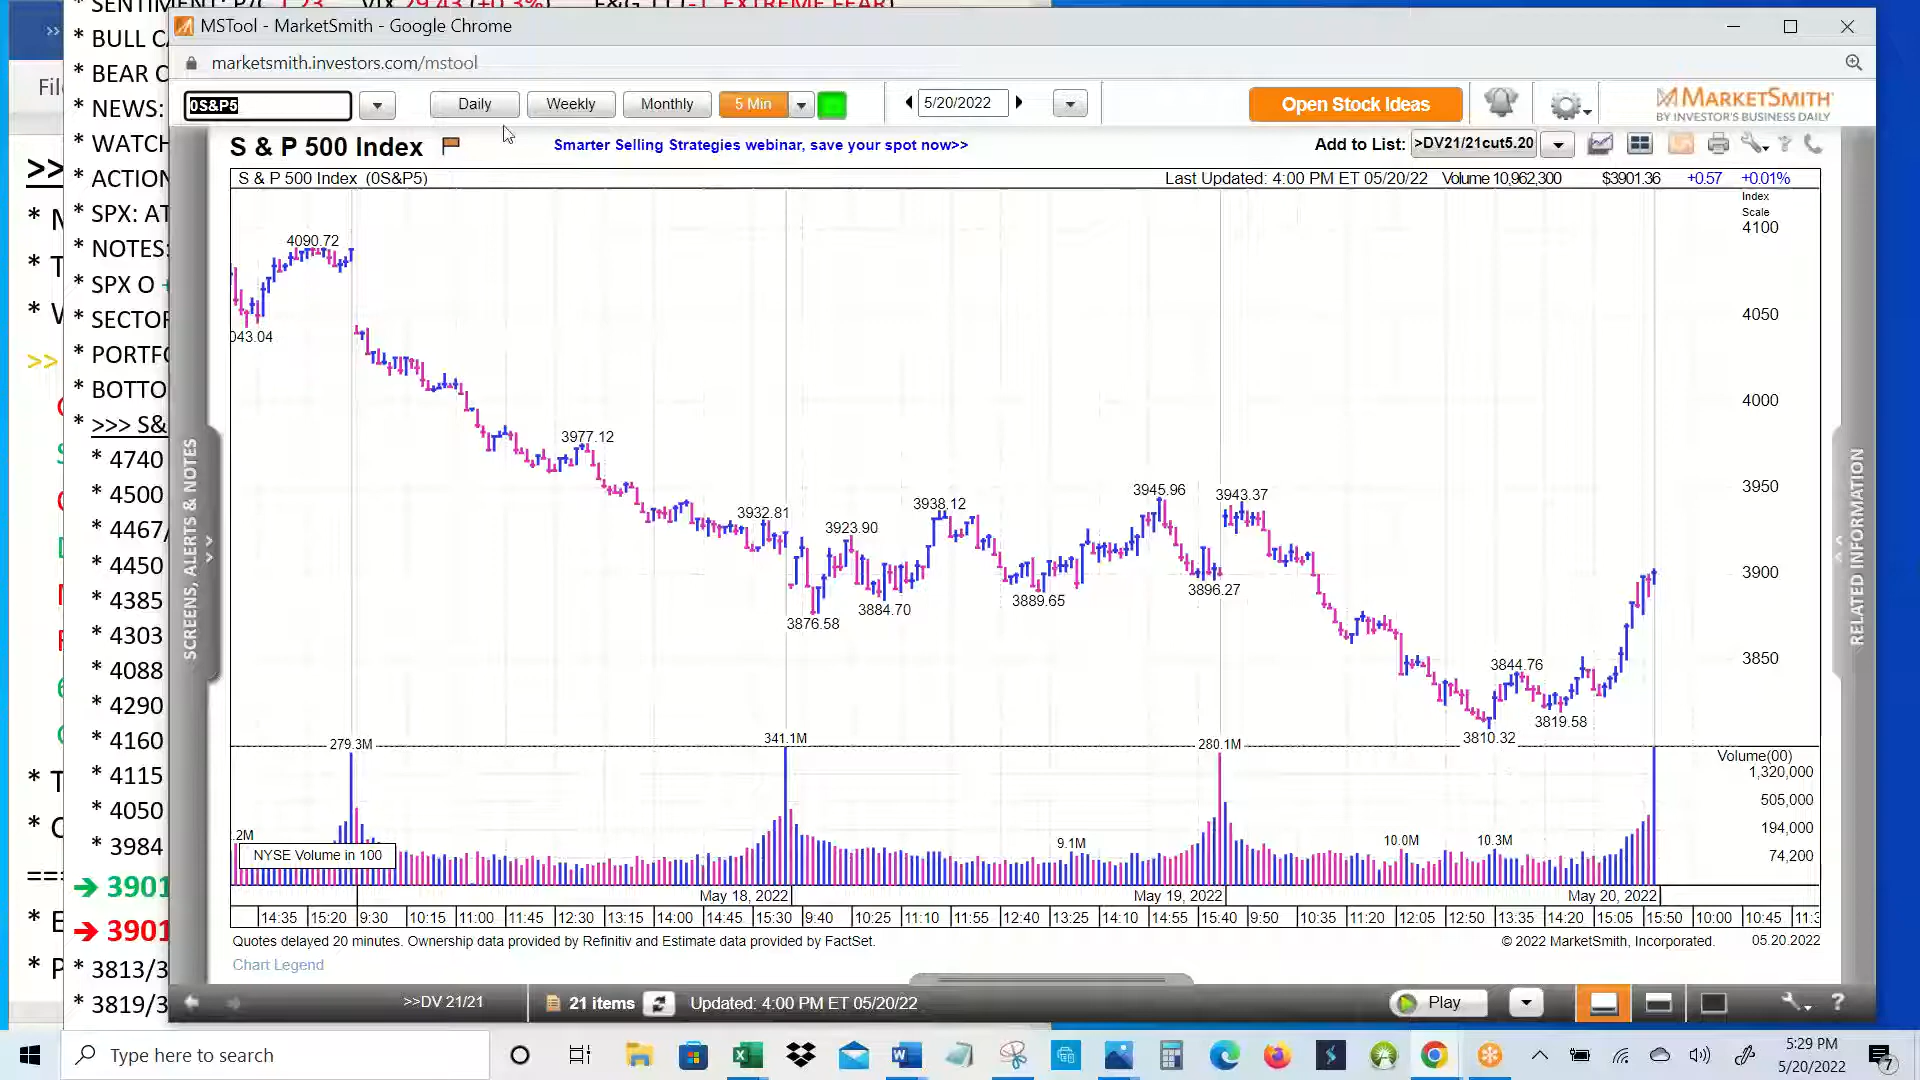 MSTool - MarketSmith - Google Chrome
marketsmith.investors.com/mstool
0S&P5
Daily
Weekly
Monthly
5 Min
5/20/2022
Open Stock Ideas
MARKETSMITH
BY INVESTOR'S BUSINESS DAILY
S & P 500 Index
Smarter Selling Strategies webinar, save your spot now>>
Add to List:
>DV21/21cut5.20
S & P 500 Index (0S&P5)
Last Updated: 4:00 PM ET 05/20/22
Volume 10,962,300
$3901.36
+0.57
+0.01%
Index
Scale
4100
4050
4000
3950
3900
3850
4090.72
043.04
3977.12
3932.81
3923.90
3938.12
3945.96
3943.37
3876.58
3884.70
3889.65
3896.27
3844.76
3819.58
3810.32
279.3M
341.1M
280.1M
Volume(00)
1,320,000
505,000
194,000
74,200
.2M
NYSE Volume in 100
9.1M
10.0M
10.3M
May 18, 2022
May 19, 2022
May 20, 2022
14:35 15:20 9:30 10:15 11:00 11:45 12:30 13:15 14:00 14:45 15:30 9:40 10:25 11:10 11:55 12:40 13:25 14:10 14:55 15:40 9:50 10:35 11:20 12:05 12:50 13:35 14:20 15:05 15:50 10:00 10:45 11:3
Quotes delayed 20 minutes. Ownership data provided by Refinitiv and Estimate data provided by FactSet.
© 2022 MarketSmith, Incorporated.
05.20.2022
Chart Legend
SCREENS, ALERTS & NOTES
RELATED INFORMATION
>>DV 21/21
21 items
Updated: 4:00 PM ET 05/20/22
Play
?
File
>>
* BULL C
* BEAR C
* NEWS:
* WATCH
* ACTION
* SPX: AT
* NOTES:
* SPX O +
* SECTOR
* PORTFO
* BOTTO
* >>> S&
* 4740
* 4500
* 4467/
* 4450
* 4385
* 4303
* 4088
* 4290
* 4160
* 4115
* 4050
* 3984
➔ 3901
➔ 3901
* 3813/3
* 3819/3
Type here to search
5:29 PM
5/20/2022
7